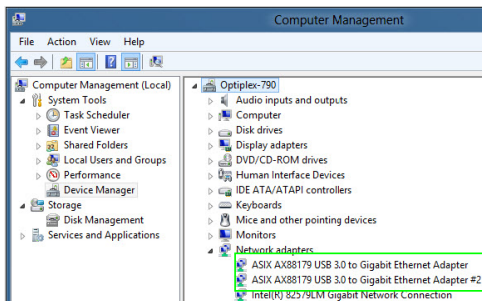 Computer Management
File Action View Help
Computer Management (Local)
System Tools
Task Scheduler
Event Viewer
Shared Folders
Local Users and Groups
Performance
Device Manager
Storage
Disk Management
Services and Applications
Optiplex-790
Audio inputs and outputs
Computer
Disk drives
Display adapters
DVD/CD-ROM drives
Human Interface Devices
IDE ATA/ATAPI controllers
Keyboards
Mice and other pointing devices
Monitors
Network adapters
ASIX AX88179 USB 3.0 to Gigabit Ethernet Adapter
ASIX AX88179 USB 3.0 to Gigabit Ethernet Adapter #2
Intel(R) 82579LM Gigabit Network Connection